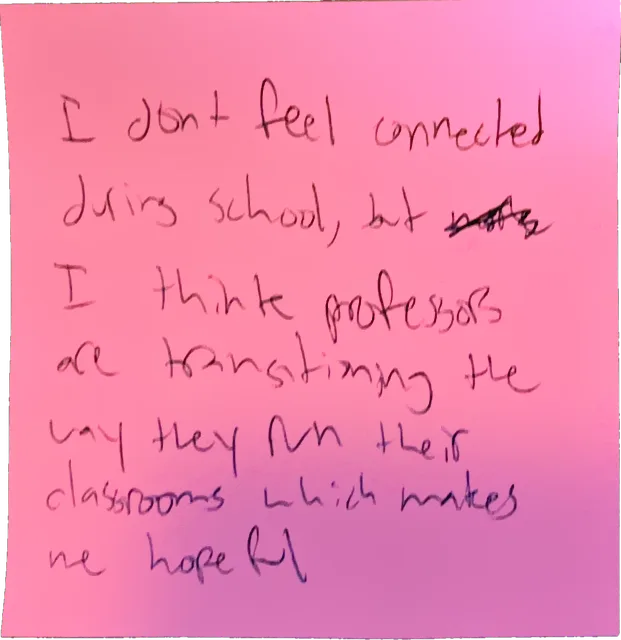 I dont feel connected
during school, but
I think professors
are transitioning the
way they run their
classrooms which makes
me hopeful